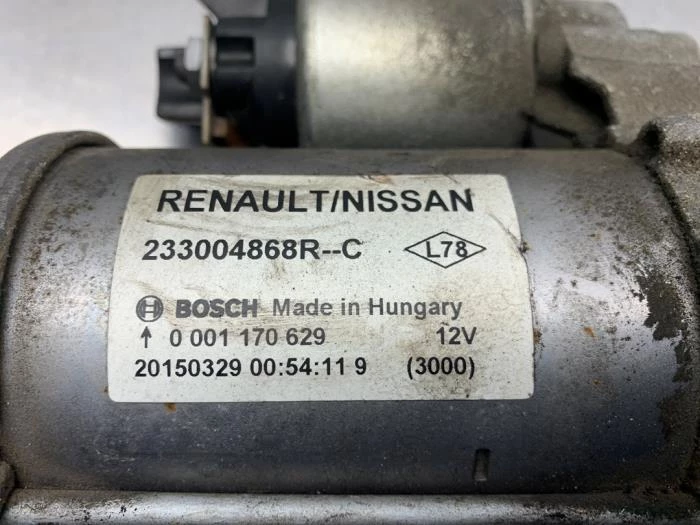 RENAULT/NISSAN
233004868R--C L78
BOSCH Made in Hungary
↑ 0 001 170 629 12V
20150329 00:54:11 9 (3000)